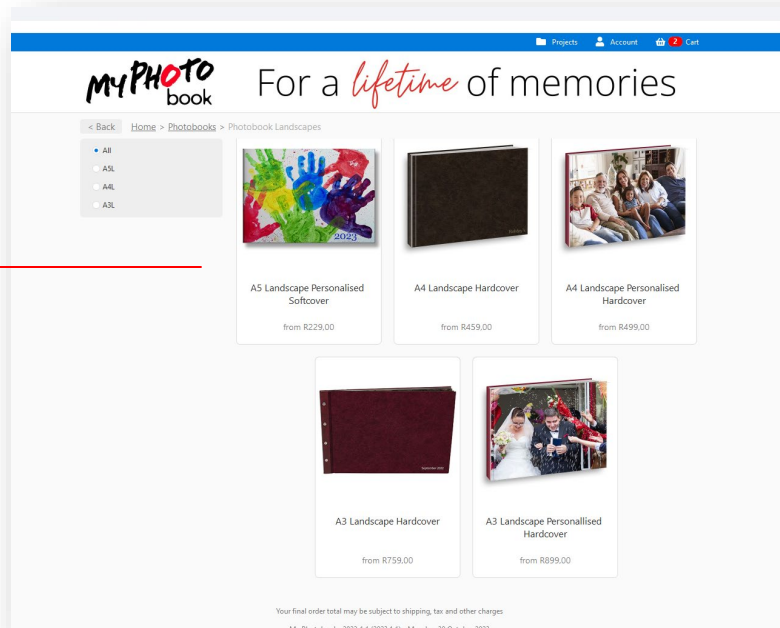 Projects Account 2 Cart
MyPHOTO
book
For a lifetime of memories
< Back Home > Photobooks > Photobook Landscapes
All
A5L
A4L
A3L
2023
A5 Landscape Personalised
Softcover
from R229,00
A4 Landscape Hardcover
from R459,00
A4 Landscape Personalised
Hardcover
from R499,00
A3 Landscape Hardcover
from R759,00
A3 Landscape Personallised
Hardcover
from R899,00
Your final order total may be subject to shipping, tax and other charges